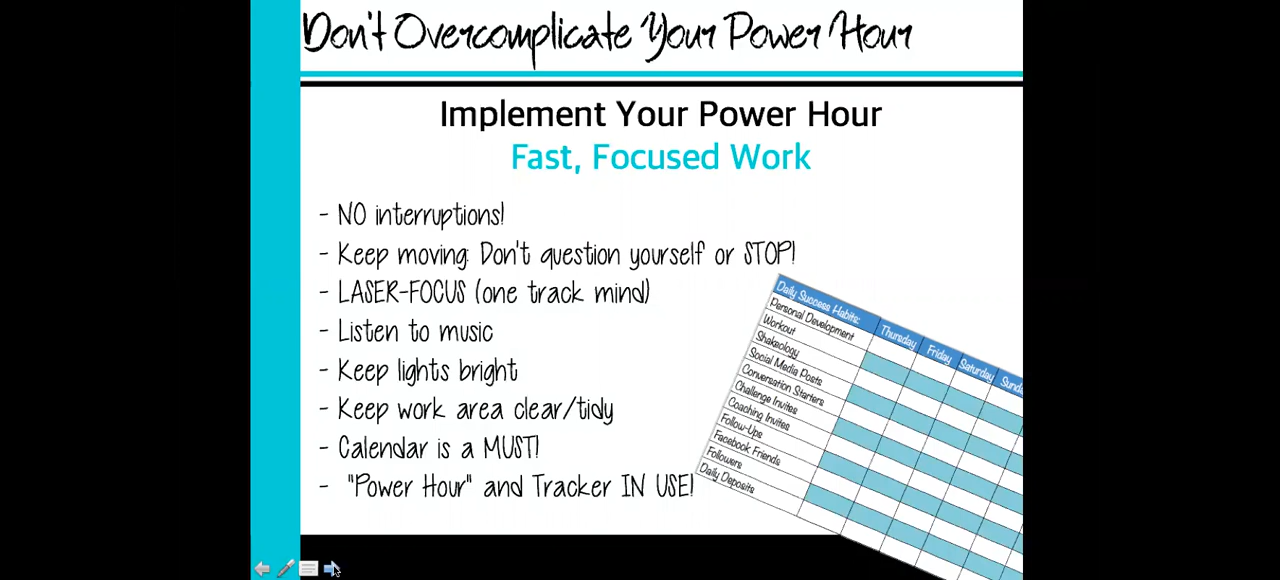 Don't Overcomplicate Your Power Hour
Implement Your Power Hour
Fast, Focused Work
- NO interruptions!
- Keep moving: Don't question yourself or STOP!
- LASER-FOCUS (one track mind)
- Listen to music
- Keep lights bright
- Keep work area clear/tidy
- Calendar is a MUST!
- "Power Hour" and Tracker IN USE!
Daily Success Habits: Thursday Friday Saturday
Personal Development
Workout
Shakeology
Social Media Posts
Conversation Starters
Challenge Invites
Coaching Invites
Follow-Ups
Facebook Friends
Followers
Daily Deposits